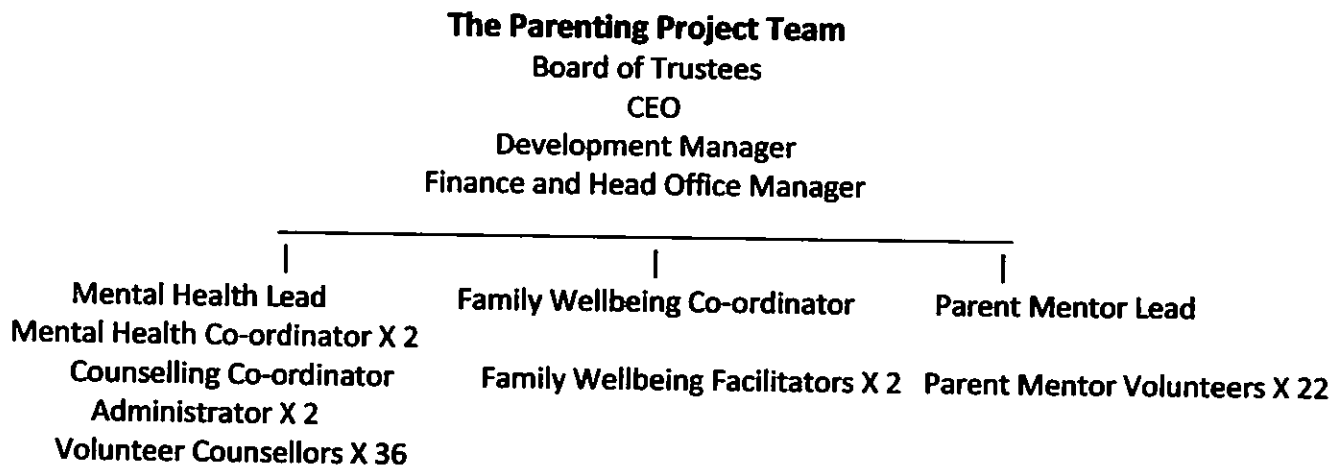 The Parenting Project Team
Board of Trustees
CEO
Development Manager
Finance and Head Office Manager
Mental Health Lead
Mental Health Co-ordinator X 2
Counselling Co-ordinator
Administrator X 2
Volunteer Counsellors X 36
Family Wellbeing Co-ordinator
Family Wellbeing Facilitators X 2
Parent Mentor Lead
Parent Mentor Volunteers X 22